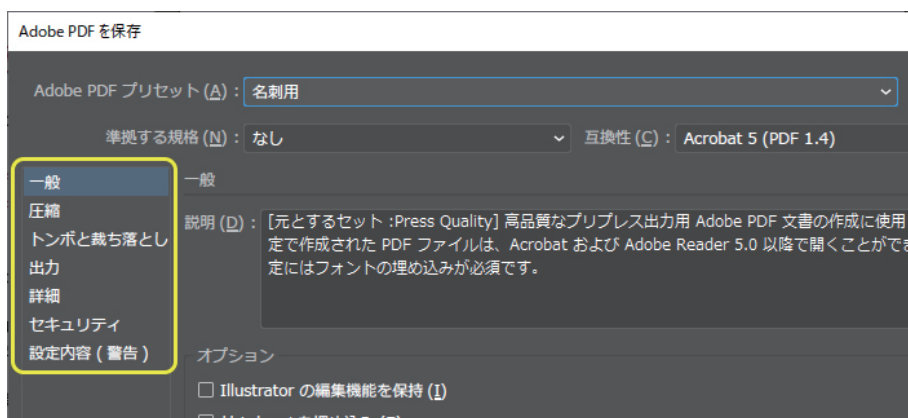 Adobe PDF を保存
Adobe PDF プリセット (A) : 名刺用
準拠する規格 (N) : なし 互換性 (C) : Acrobat 5 (PDF 1.4)
一般
圧縮
トンボと裁ち落とし
出力
詳細
セキュリティ
設定内容 ( 警告 )
一般
説明 (D) : [元とするセット :Press Quality] 高品質なプリプレス出力用 Adobe PDF 文書の作成に使用
定で作成された PDF ファイルは、Acrobat および Adobe Reader 5.0 以降で開くことができ
定にはフォントの埋め込みが必須です。
オプション
Illustrator の編集機能を保持 (I)